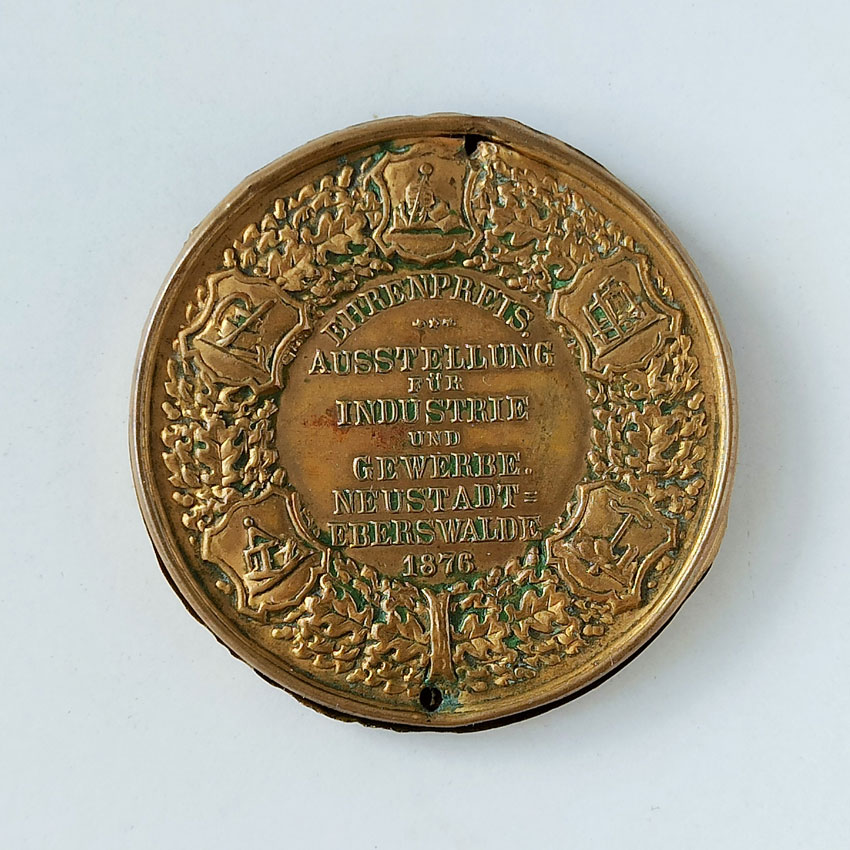 EHRENPREIS.
AUSSTELLUNG
FÜR
INDUSTRIE
UND
GEWERBE.
NEUSTADT=
EBERSWALDE
1876